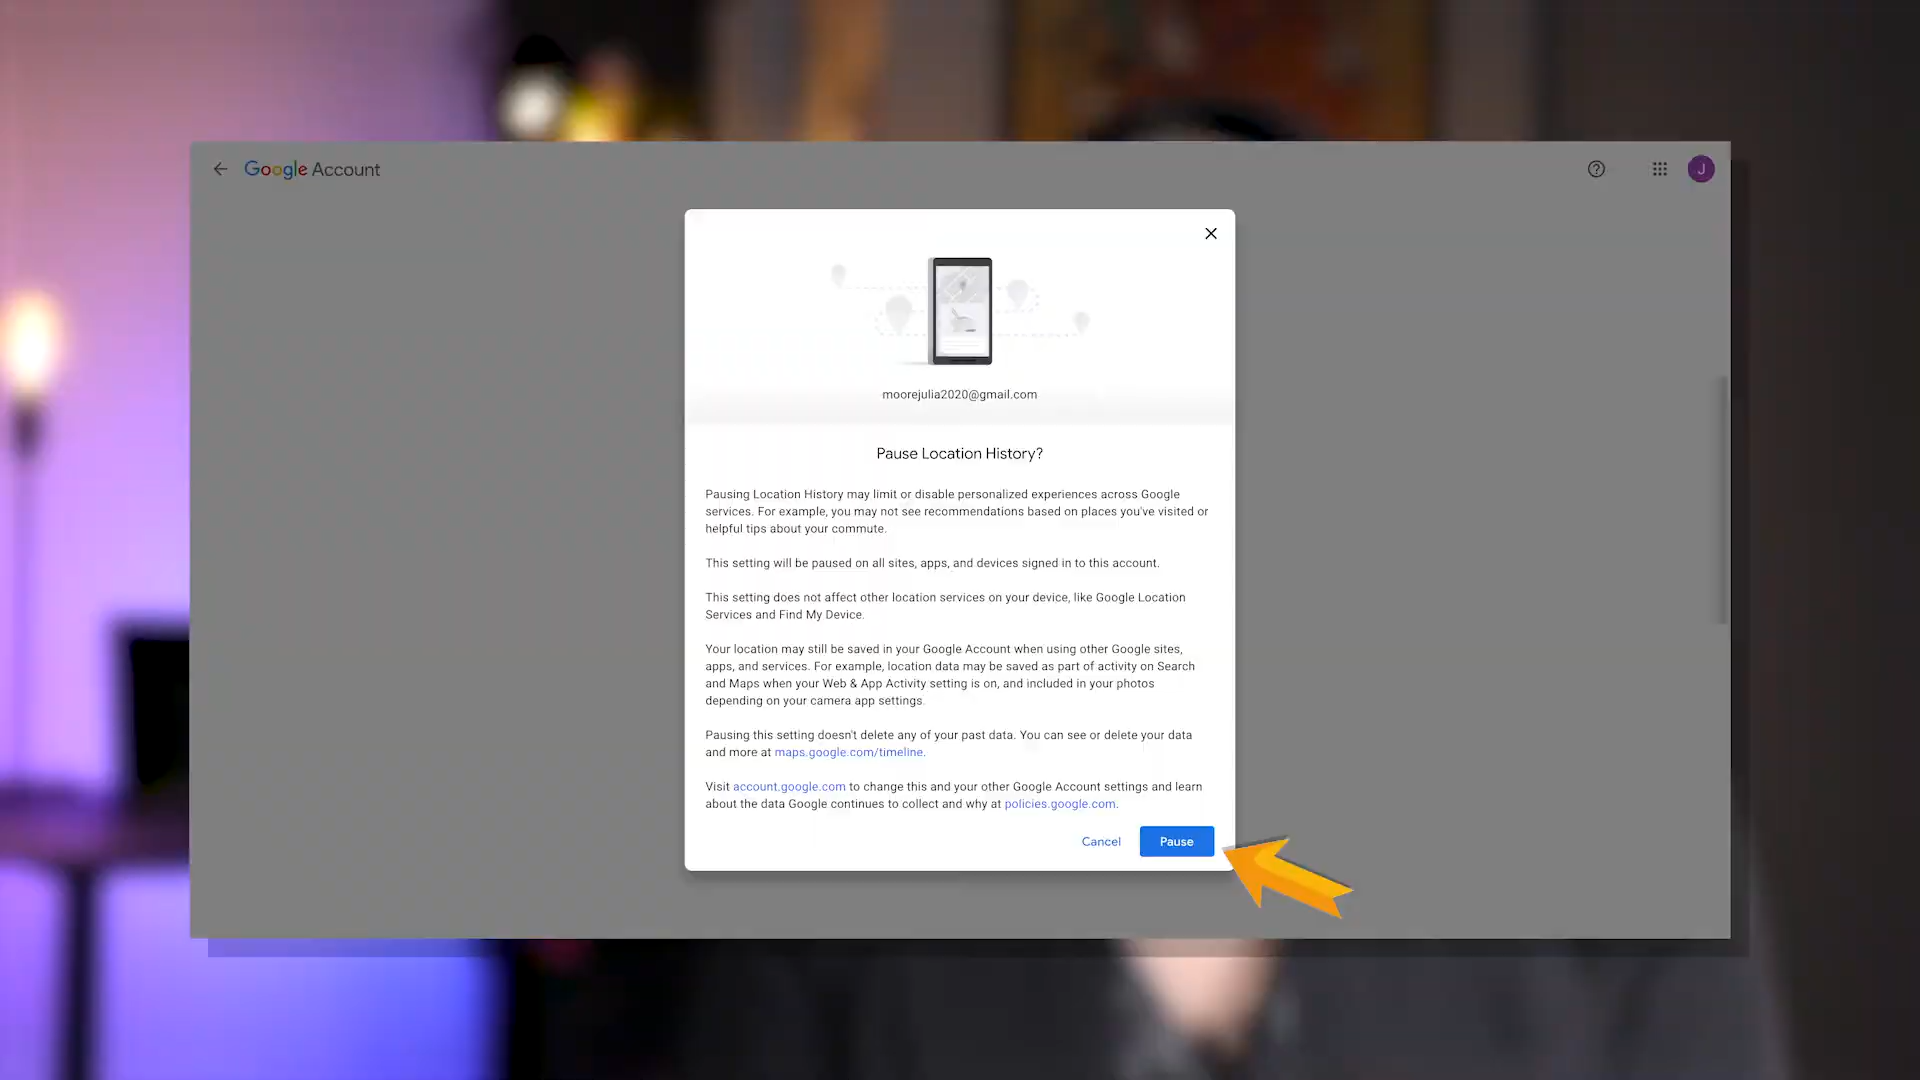 Google Account
J
moorejulia2020@gmail.com
Pause Location History?
Pausing Location History may limit or disable personalized experiences across Google
services. For example, you may not see recommendations based on places you've visited or
helpful tips about your commute.
This setting will be paused on all sites, apps, and devices signed in to this account.
This setting does not affect other location services on your device, like Google Location
Services and Find My Device.
Your location may still be saved in your Google Account when using other Google sites,
apps, and services. For example, location data may be saved as part of activity on Search
and Maps when your Web & App Activity setting is on, and included in your photos
depending on your camera app settings.
Pausing this setting doesn't delete any of your past data. You can see or delete your data
and more at maps.google.com/timeline.
Visit account.google.com to change this and your other Google Account settings and learn
about the data Google continues to collect and why at policies.google.com.
Cancel
Pause